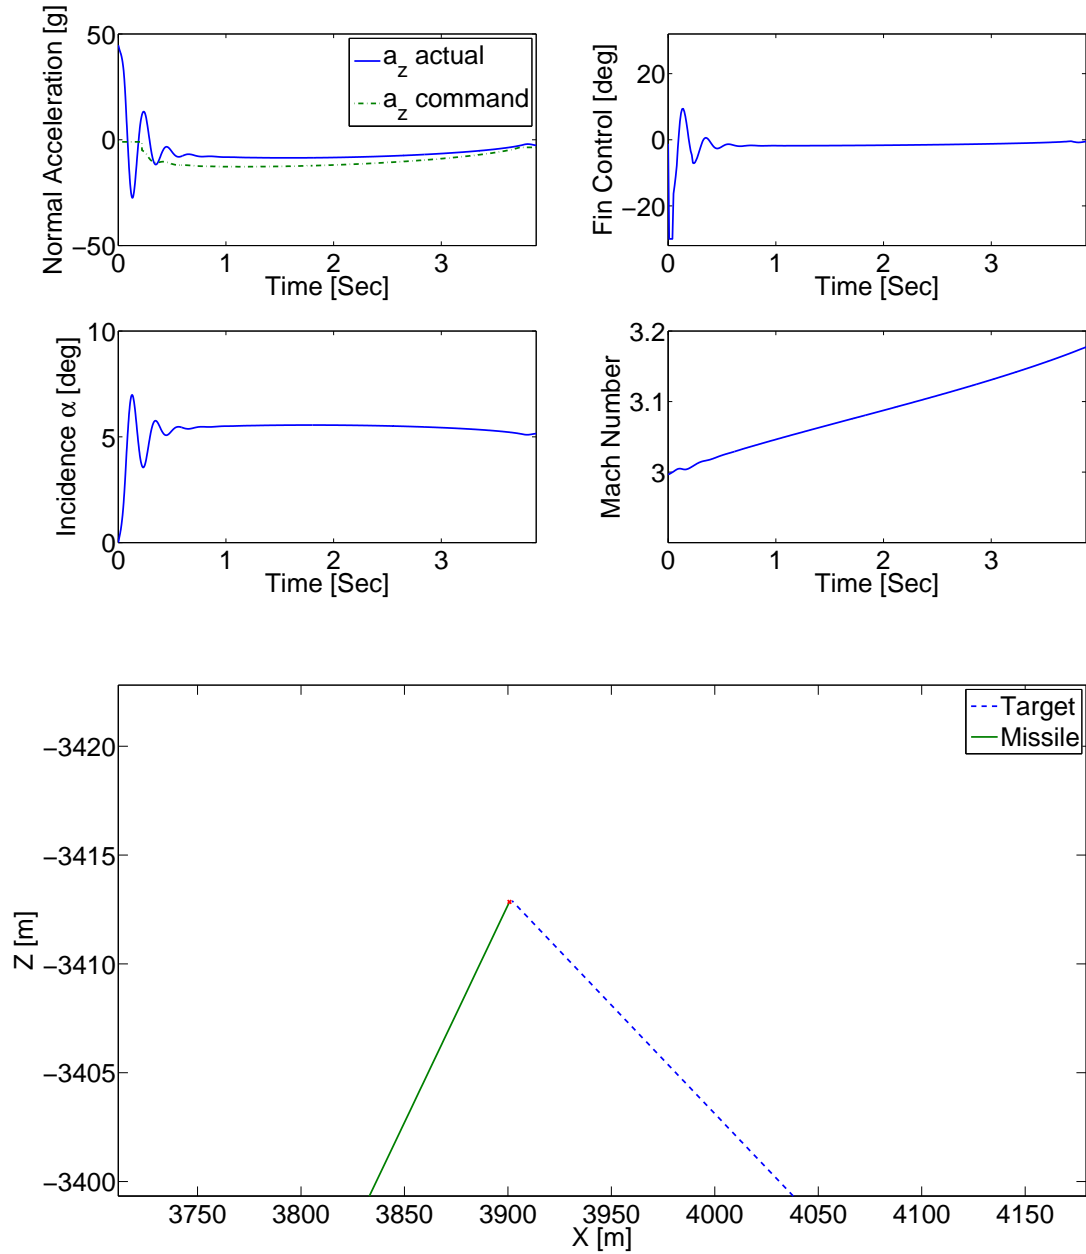 Normal Acceleration [g]
50
0
−50
a_z actual
a_z command
0 1 2 3
Time [Sec]
Fin Control [deg]
20
0
−20
0 1 2 3
Time [Sec]
Incidence α [deg]
10
5
0
0 1 2 3
Time [Sec]
Mach Number
3.2
3.1
3
0 1 2 3
Time [Sec]
Z [m]
−3420
−3415
−3410
−3405
−3400
Target
Missile
3750 3800 3850 3900 3950 4000 4050 4100 4150
X [m]